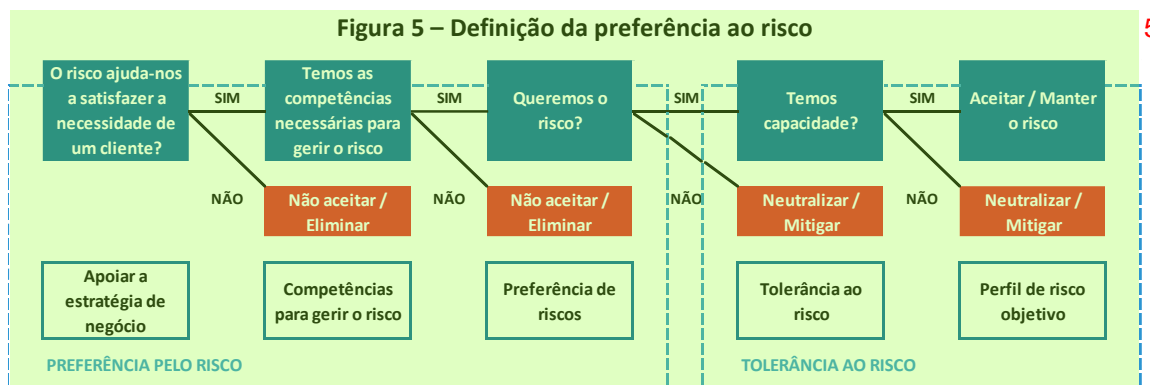 Figura 5 – Definição da preferência ao risco
5
O risco ajuda-nos
a satisfazer a
necessidade de
um cliente?
SIM
Temos as
competências
necessárias para
gerir o risco
SIM
Queremos o
risco?
SIM
Temos
capacidade?
SIM
Aceitar / Manter
o risco
NÃO
Não aceitar /
Eliminar
NÃO
Não aceitar /
Eliminar
NÃO
Neutralizar /
Mitigar
NÃO
Neutralizar /
Mitigar
Apoiar a
estratégia de
negócio
Competências
para gerir o risco
Preferência de
riscos
Tolerância ao
risco
Perfil de risco
objetivo
PREFERÊNCIA PELO RISCO
TOLERÂNCIA AO RISCO